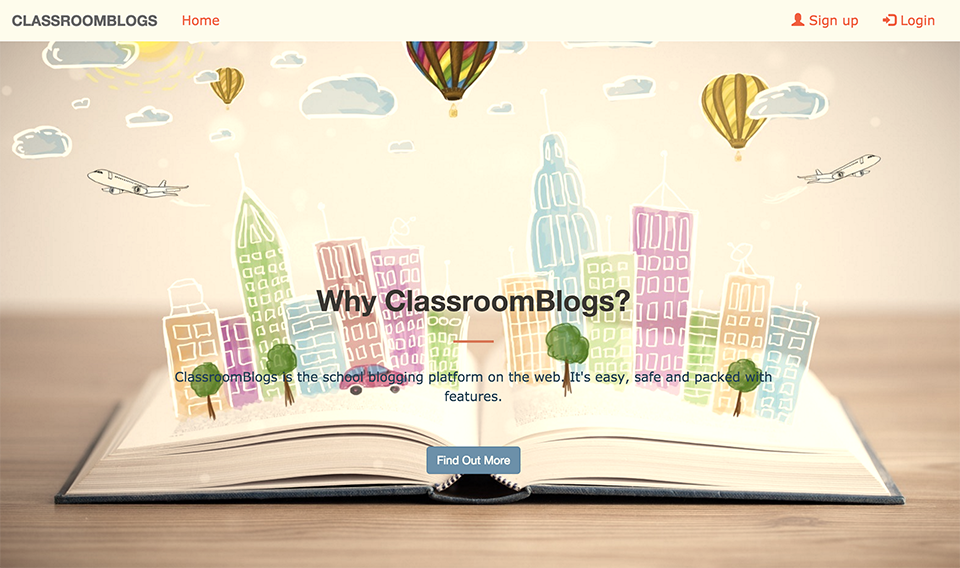 CLASSROOMBLOGS Home Sign up Login
Why ClassroomBlogs?
ClassroomBlogs is the school blogging platform on the web. It's easy, safe and packed with
features.
Find Out More